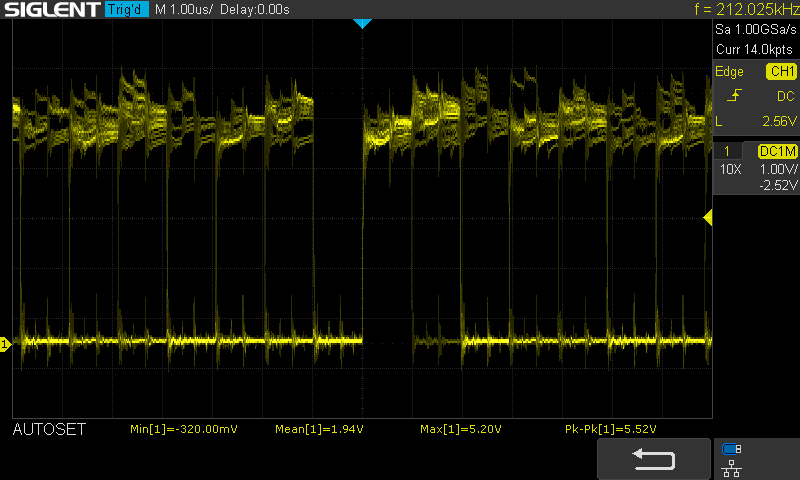 SIGLENT Trig'd M 1.00us/ Delay:0.00s f = 212.025kHz
Sa 1.00GSa/s
Curr 14.0kpts
Edge CH1
DC
L 2.56V
1 DC1M
10X 1.00V/
-2.52V
1
AUTOSET Min[1]=-320.00mV Mean[1]=1.94V Max[1]=5.20V Pk-Pk[1]=5.52V